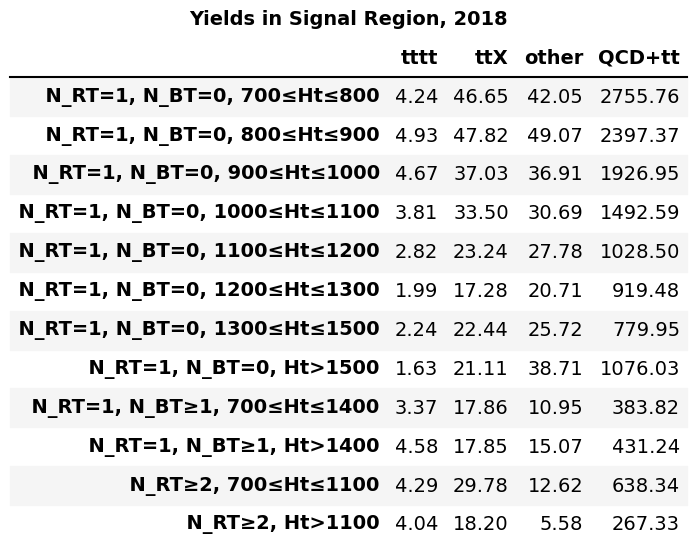 Yields in Signal Region, 2018
tttt ttX other QCD+tt
N_RT=1, N_BT=0, 700≤Ht≤800 4.24 46.65 42.05 2755.76
N_RT=1, N_BT=0, 800≤Ht≤900 4.93 47.82 49.07 2397.37
N_RT=1, N_BT=0, 900≤Ht≤1000 4.67 37.03 36.91 1926.95
N_RT=1, N_BT=0, 1000≤Ht≤1100 3.81 33.50 30.69 1492.59
N_RT=1, N_BT=0, 1100≤Ht≤1200 2.82 23.24 27.78 1028.50
N_RT=1, N_BT=0, 1200≤Ht≤1300 1.99 17.28 20.71 919.48
N_RT=1, N_BT=0, 1300≤Ht≤1500 2.24 22.44 25.72 779.95
N_RT=1, N_BT=0, Ht>1500 1.63 21.11 38.71 1076.03
N_RT=1, N_BT≥1, 700≤Ht≤1400 3.37 17.86 10.95 383.82
N_RT=1, N_BT≥1, Ht>1400 4.58 17.85 15.07 431.24
N_RT≥2, 700≤Ht≤1100 4.29 29.78 12.62 638.34
N_RT≥2, Ht>1100 4.04 18.20 5.58 267.33